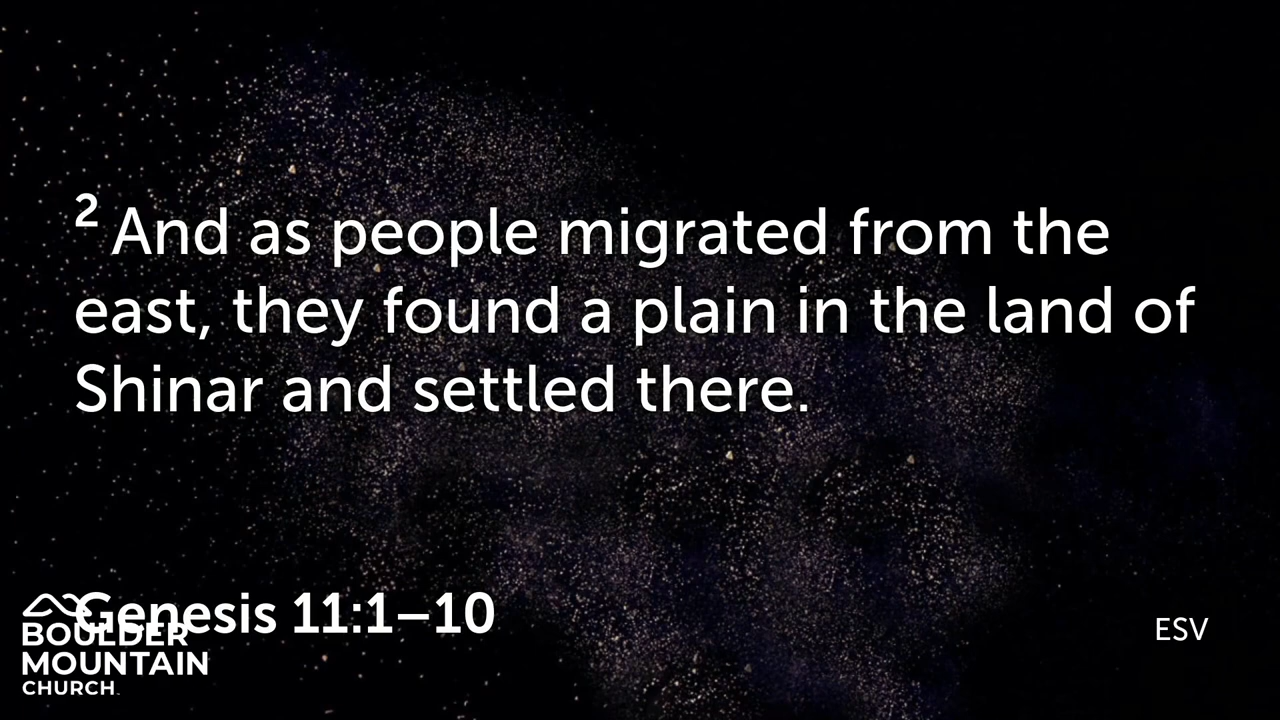 2 And as people migrated from the
east, they found a plain in the land of
Shinar and settled there.
Genesis 11:1–10
ESV
BOULDER
MOUNTAIN
CHURCH